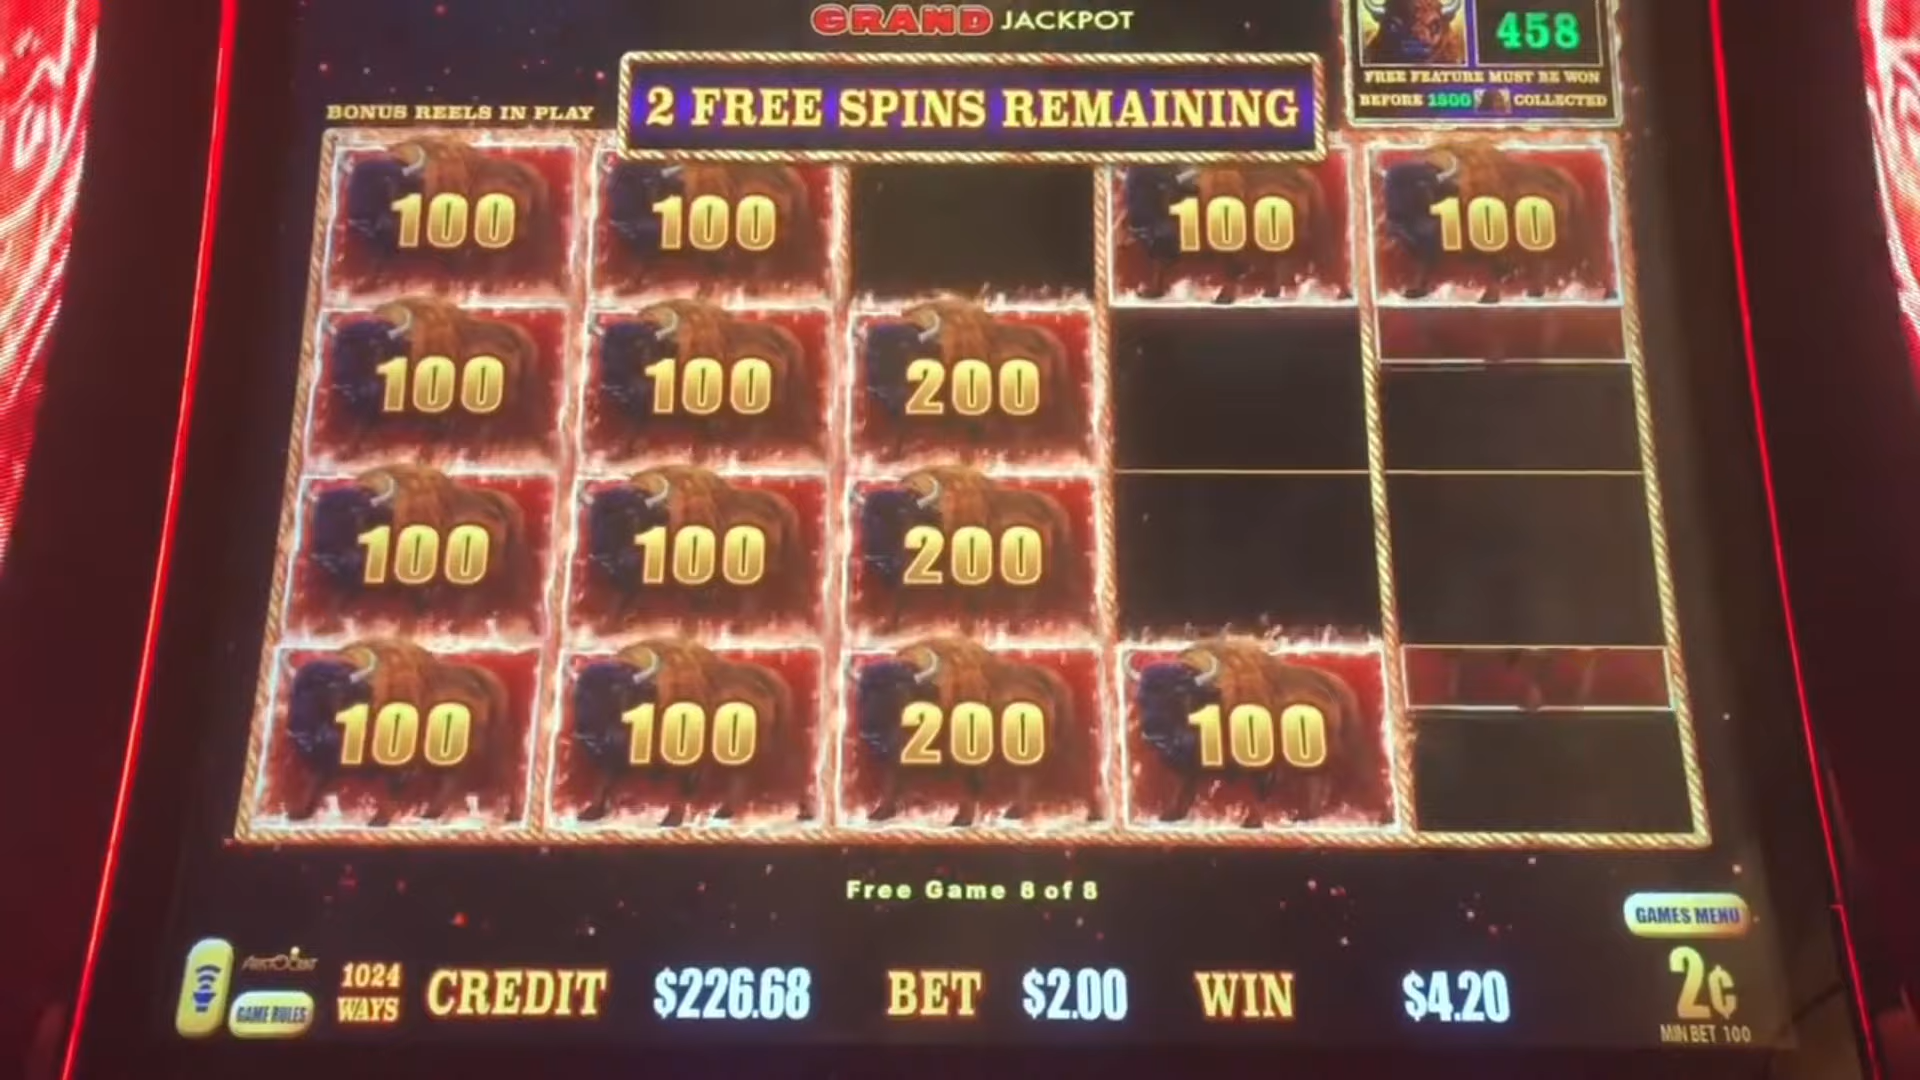 GRAND JACKPOT
458
FREE FEATURE MUST BE WON
BEFORE 1800 COLLECTED
BONUS REELS IN PLAY
2 FREE SPINS REMAINING
100 100 100 100
100 100 200
100 100 200
100 100 200 100
Free Game 8 of 8
GAMES MENU
ARISTOCRAT
GAME RULES
1024 WAYS
CREDIT $226.68 BET $2.00 WIN $4.20
2¢
MIN BET 100